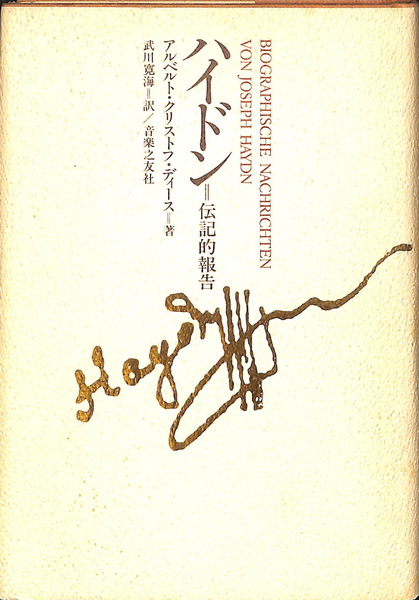 BIOGRAPHISCHE NACHRICHTEN
VON JOSEPH HAYDN
ハイドン=伝記的報告
アルベルト・クリストフ・ディース=著
武川寛海=訳/音楽之友社
Haydn